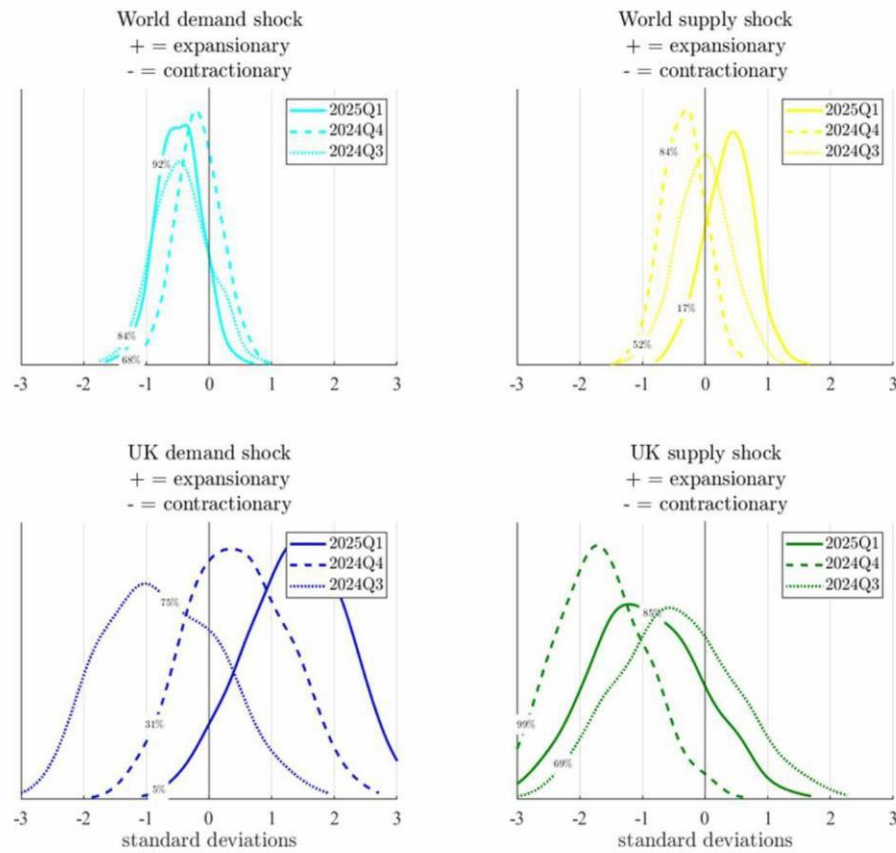 World demand shock
+ = expansionary
- = contractionary
2025Q1
2024Q4
2024Q3
92%
84%
68%
-3 -2 -1 0 1 2 3
World supply shock
+ = expansionary
- = contractionary
2025Q1
2024Q4
2024Q3
84%
17%
52%
-3 -2 -1 0 1 2 3
UK demand shock
+ = expansionary
- = contractionary
2025Q1
2024Q4
2024Q3
75%
31%
5%
-3 -2 -1 0 1 2 3
standard deviations
UK supply shock
+ = expansionary
- = contractionary
2025Q1
2024Q4
2024Q3
85%
99%
69%
-3 -2 -1 0 1 2 3
standard deviations